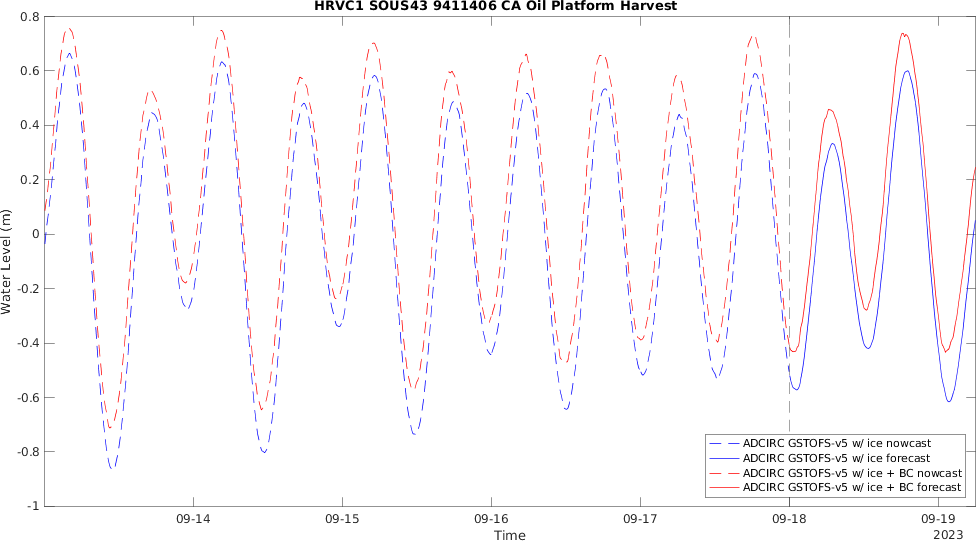 HRVC1 SOUS43 9411406 CA Oil Platform Harvest
0.8
0.6
0.4
0.2
0
-0.2
-0.4
-0.6
-0.8
-1
Water Level (m)
09-14 09-15 09-16 09-17 09-18 09-19
Time
2023
ADCIRC GSTOFS-v5 w/ ice nowcast
ADCIRC GSTOFS-v5 w/ ice forecast
ADCIRC GSTOFS-v5 w/ ice + BC nowcast
ADCIRC GSTOFS-v5 w/ ice + BC forecast